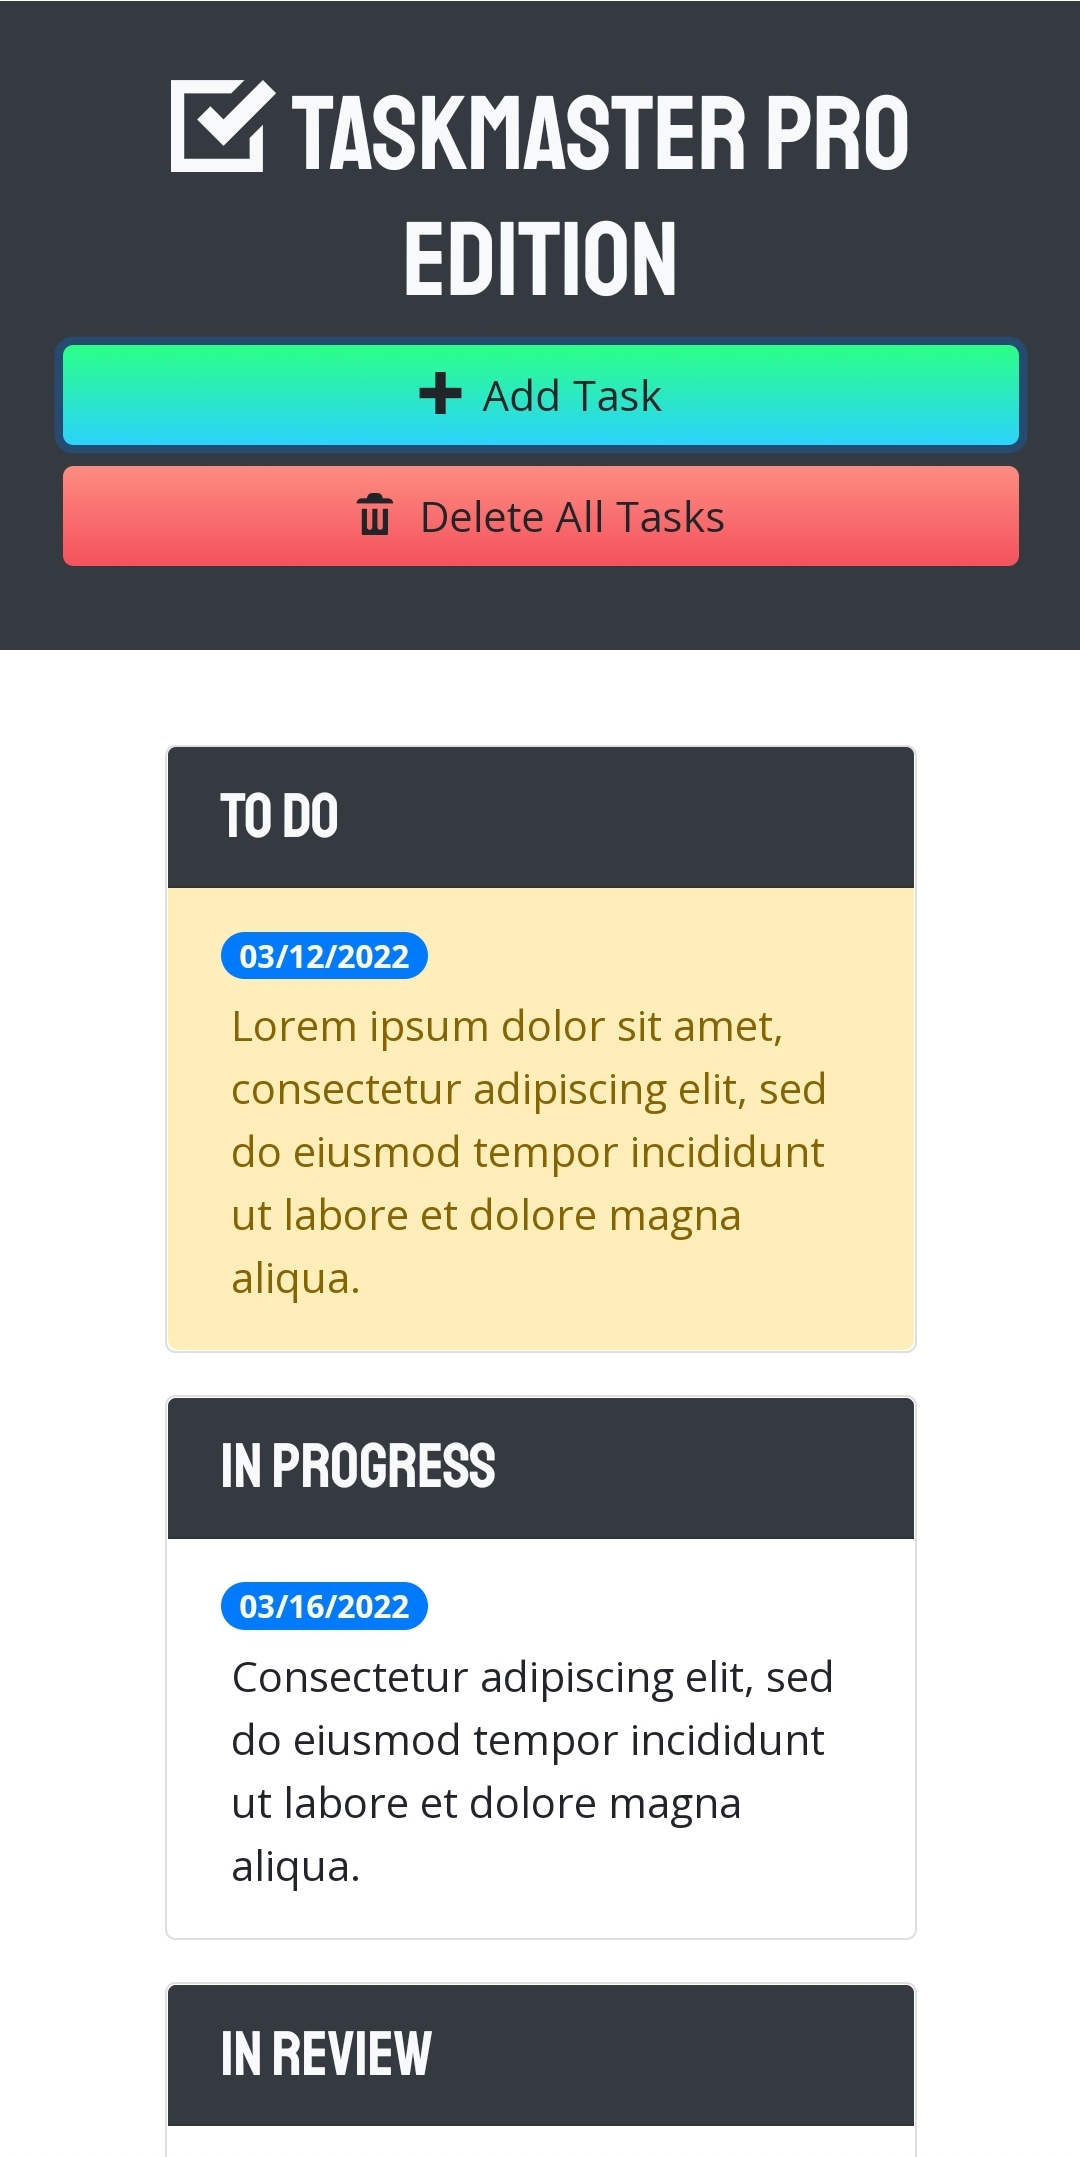 TASKMASTER PRO
EDITION
Add Task
Delete All Tasks
TO DO
03/12/2022
Lorem ipsum dolor sit amet,
consectetur adipiscing elit, sed
do eiusmod tempor incididunt
ut labore et dolore magna
aliqua.
IN PROGRESS
03/16/2022
Consectetur adipiscing elit, sed
do eiusmod tempor incididunt
ut labore et dolore magna
aliqua.
IN REVIEW